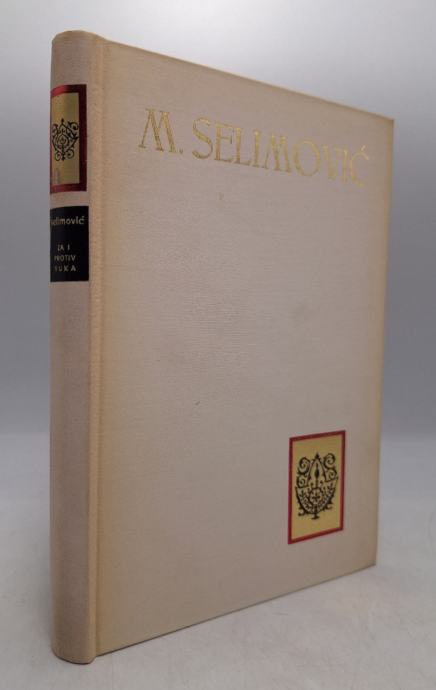 M. SELIMOVIĆ
Selimović
ZA I
PROTIV
VUKA